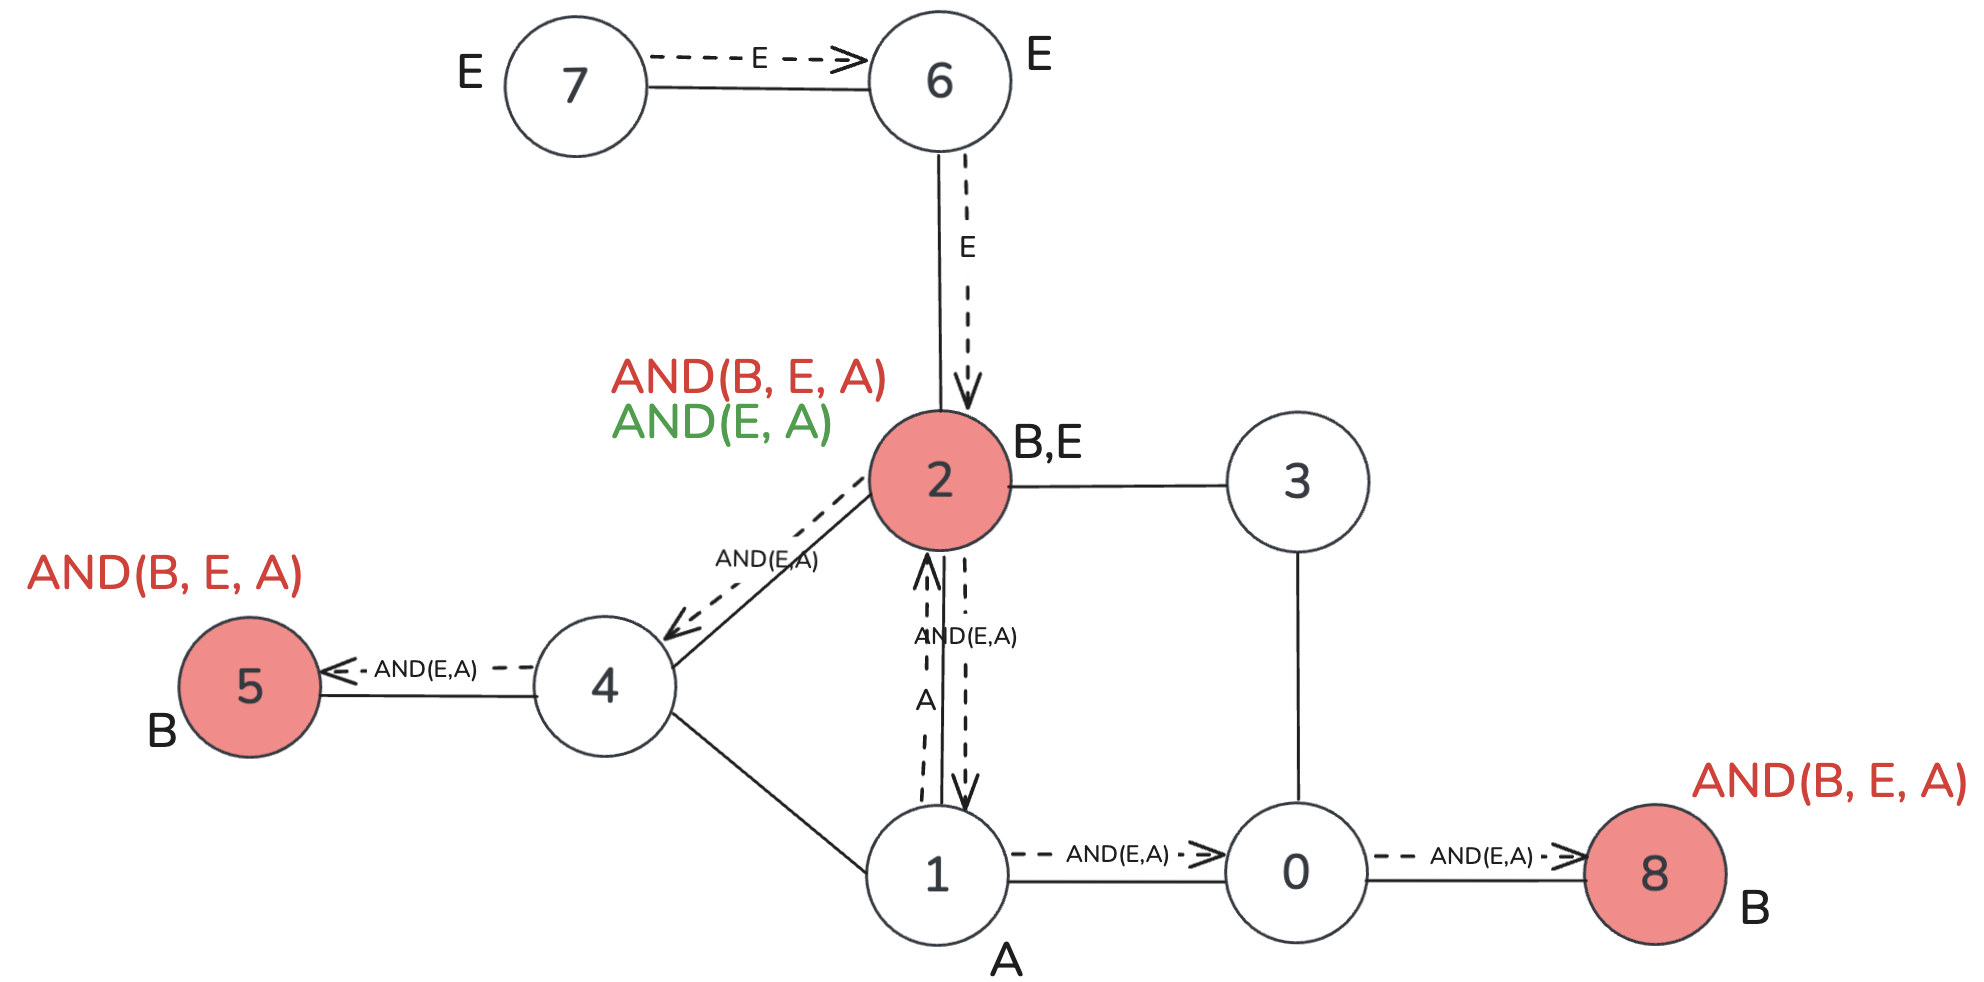 E
7
E
6
E
E
AND(B, E, A)
AND(E, A)
2
B,E
3
AND(E,A)
AND(B, E, A)
AND(E,A)
A
5
AND(E,A)
4
B
AND(B, E, A)
1
AND(E,A)
0
AND(E,A)
8
B
A